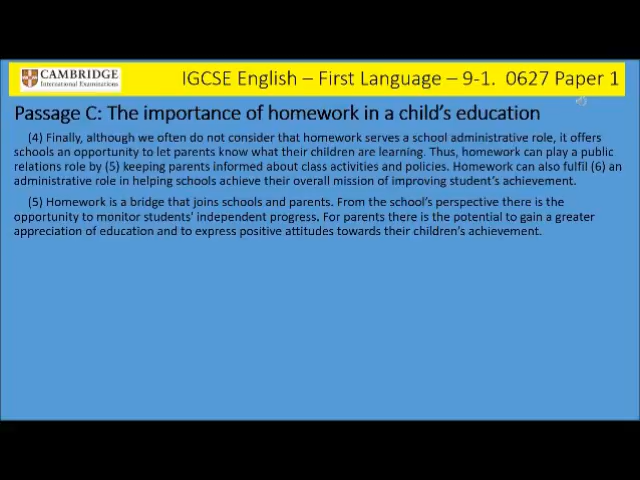 CAMBRIDGE
International Examinations
IGCSE English – First Language – 9-1. 0627 Paper 1
Passage C: The importance of homework in a child's education
(4) Finally, although we often do not consider that homework serves a school administrative role, it offers
schools an opportunity to let parents know what their children are learning. Thus, homework can play a public
relations role by (5) keeping parents informed about class activities and policies. Homework can also fulfil (6) an
administrative role in helping schools achieve their overall mission of improving student's achievement.
(5) Homework is a bridge that joins schools and parents. From the school's perspective there is the
opportunity to monitor students' independent progress. For parents there is the potential to gain a greater
appreciation of education and to express positive attitudes towards their children's achievement.